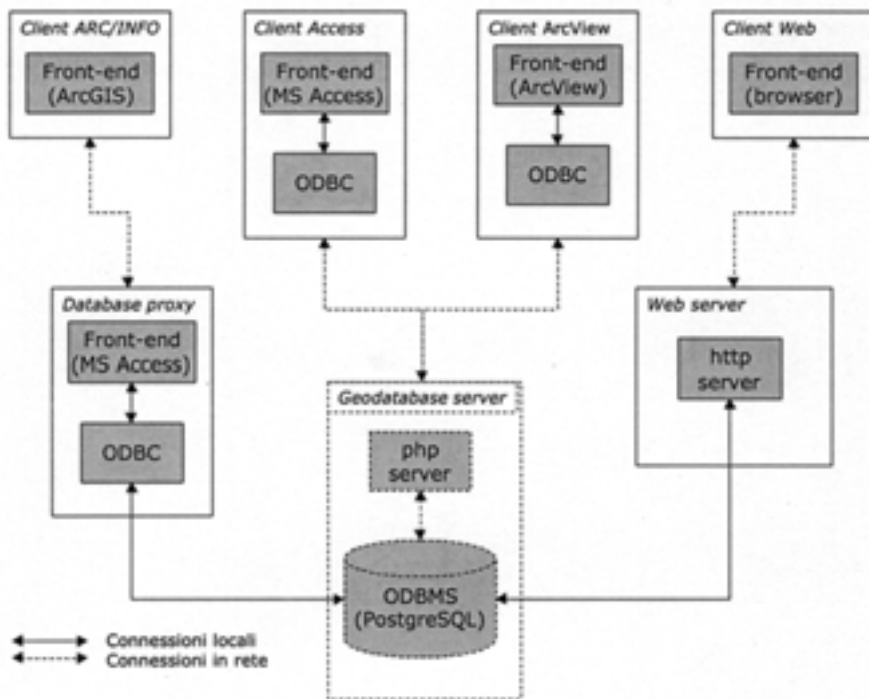 Client ARC/INFO
Front-end
(ArcGIS)
Client Access
Front-end
(MS Access)
ODBC
Client ArcView
Front-end
(ArcView)
ODBC
Client Web
Front-end
(browser)
Database proxy
Front-end
(MS Access)
ODBC
Geodatabase server
php
server
ODBMS
(PostgreSQL)
Web server
http
server
Connessioni locali
Connessioni in rete